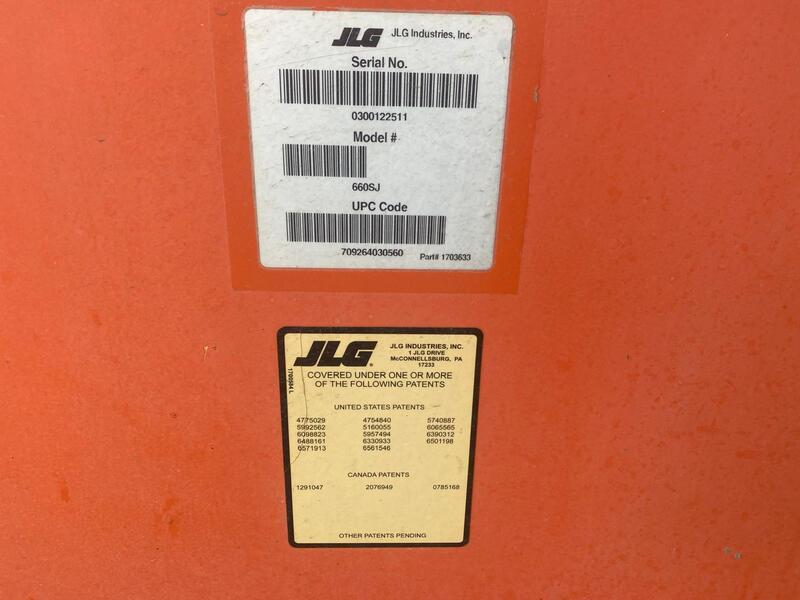 JLG JLG Industries, Inc.
Serial No.
0300122511
Model #
660SJ
UPC Code
709264030560
Part# 1703633
JLG JLG INDUSTRIES, INC.
1 JLG DRIVE
McCONNELLSBURG, PA
17233
1700584 L
COVERED UNDER ONE OR MORE
OF THE FOLLOWING PATENTS
UNITED STATES PATENTS
4775029 4754840 5740887
5992562 5160055 6065565
6098823 5957494 6390312
6488161 6330933 6501198
6571913 6561546
CANADA PATENTS
1291047 2076949 0785168
OTHER PATENTS PENDING